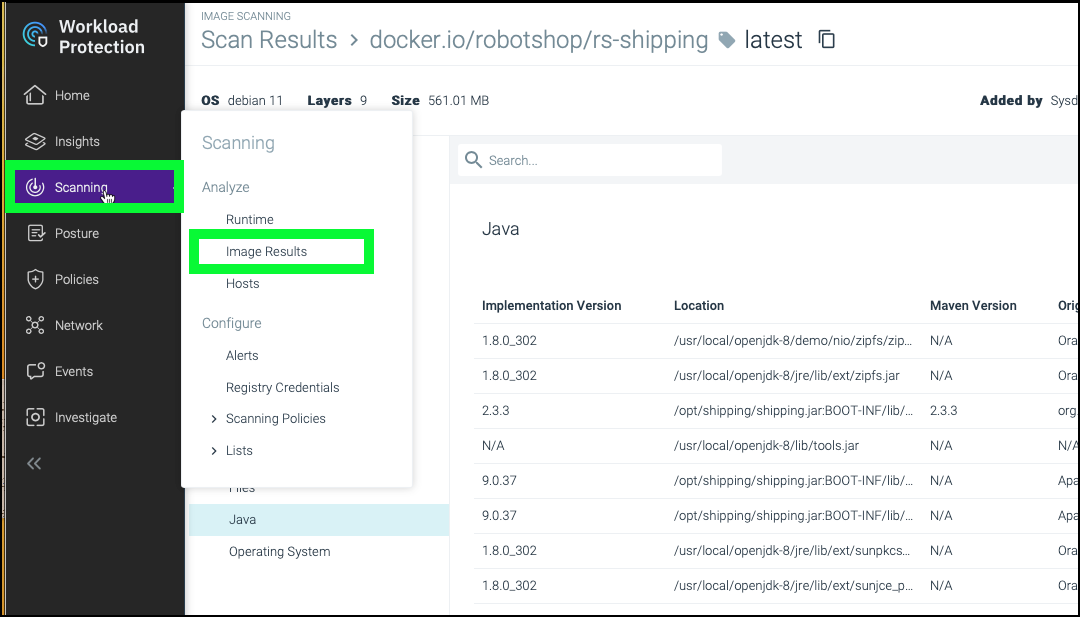 Workload
Protection
Home
Insights
Scanning
Posture
Policies
Network
Events
Investigate
IMAGE SCANNING
Scan Results > docker.io/robotshop/rs-shipping latest
OS debian 11 Layers 9 Size 561.01 MB Added by Sysd
Scanning
Analyze
Runtime
Image Results
Hosts
Configure
Alerts
Registry Credentials
> Scanning Policies
> Lists
Files
Java
Operating System
Search...
Java
Implementation Version Location Maven Version Orig
1.8.0_302 /usr/local/openjdk-8/demo/nio/zipfs/zip... N/A Ora
1.8.0_302 /usr/local/openjdk-8/jre/lib/ext/zipfs.jar N/A Ora
2.3.3 /opt/shipping/shipping.jar:BOOT-INF/lib/... 2.3.3 org.
N/A /usr/local/openjdk-8/lib/tools.jar N/A N/A
9.0.37 /opt/shipping/shipping.jar:BOOT-INF/lib/... N/A Apa
9.0.37 /opt/shipping/shipping.jar:BOOT-INF/lib/... N/A Apa
1.8.0_302 /usr/local/openjdk-8/jre/lib/ext/sunpkcs... N/A Ora
1.8.0_302 /usr/local/openjdk-8/jre/lib/ext/sunjce_p... N/A Ora